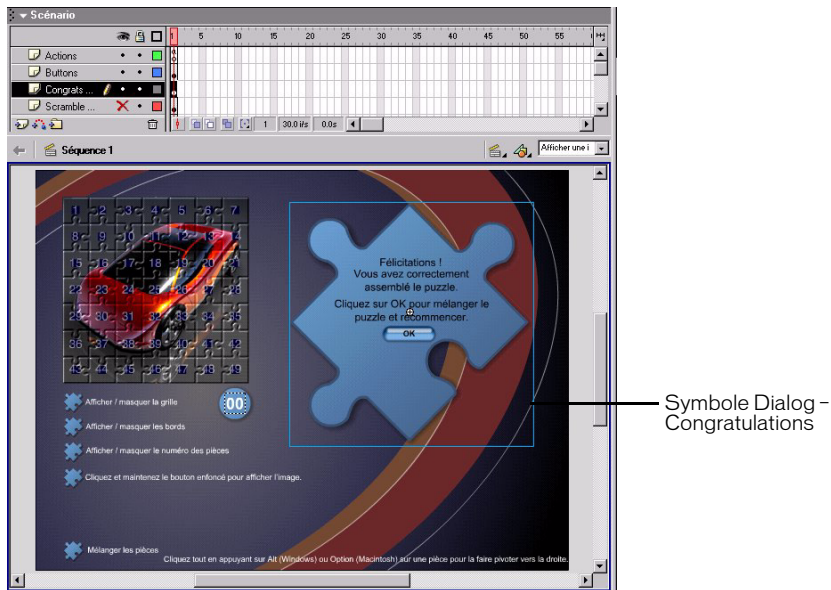 Scénario
1 5 10 15 20 25 30 35 40 45 50 55
Actions
Buttons
Congrats ...
Scramble ...
1 30.0 i/s 0.0s
Séquence 1
Afficher une i
1 2 3 4 5 6 7
8 9 10 11 12 13 14
15 16 17 18 19 20 21
22 23 24 25 26 27 28
29 30 31 32 33 34 35
36 37 38 39 40 41 42
43 44 45 46 47 48 49
Félicitations !
Vous avez correctement
assemblé le puzzle.
Cliquez sur OK pour mélanger le
puzzle et recommencer.
OK
Afficher / masquer la grille
00
Afficher / masquer les bords
Afficher / masquer le numéro des pièces
Cliquez et maintenez le bouton enfoncé pour afficher l'image.
Mélanger les pièces
Cliquez tout en appuyant sur Alt (Windows) ou Option (Macintosh) sur une pièce pour la faire pivoter vers la droite.
Symbole Dialog –
Congratulations